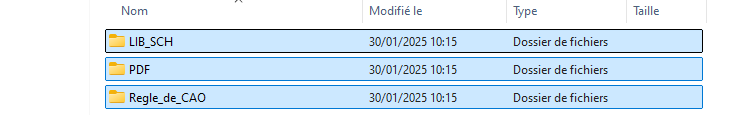 Nom Modifié le Type Taille
LIB_SCH 30/01/2025 10:15 Dossier de fichiers
PDF 30/01/2025 10:15 Dossier de fichiers
Regle_de_CAO 30/01/2025 10:15 Dossier de fichiers